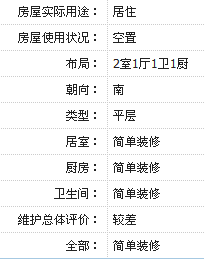 房屋实际用途： 居住
房屋使用状况： 空置
布局： 2室1厅1卫1厨
朝向： 南
类型： 平层
居室： 简单装修
厨房： 简单装修
卫生间： 简单装修
维护总体评价： 较差
全部： 简单装修